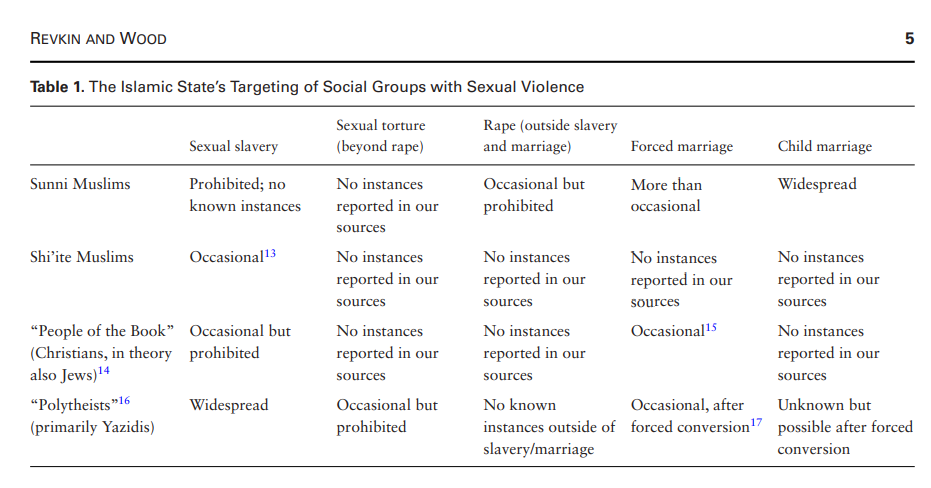 REVKIN AND WOOD 5
Table 1. The Islamic State's Targeting of Social Groups with Sexual Violence
Sexual slavery
Sexual torture
(beyond rape)
Rape (outside slavery
and marriage)
Forced marriage
Child marriage
Sunni Muslims
Prohibited; no
known instances
No instances
reported in our
sources
Occasional but
prohibited
More than
occasional
Widespread
Shi'ite Muslims
Occasional13
No instances
reported in our
sources
No instances
reported in our
sources
No instances
reported in our
sources
No instances
reported in our
sources
"People of the Book"
(Christians, in theory
also Jews)14
Occasional but
prohibited
No instances
reported in our
sources
No instances
reported in our
sources
Occasional15
No instances
reported in our
sources
"Polytheists"16
(primarily Yazidis)
Widespread
Occasional but
prohibited
No known
instances outside of
slavery/marriage
Occasional, after
forced conversion17
Unknown but
possible after forced
conversion